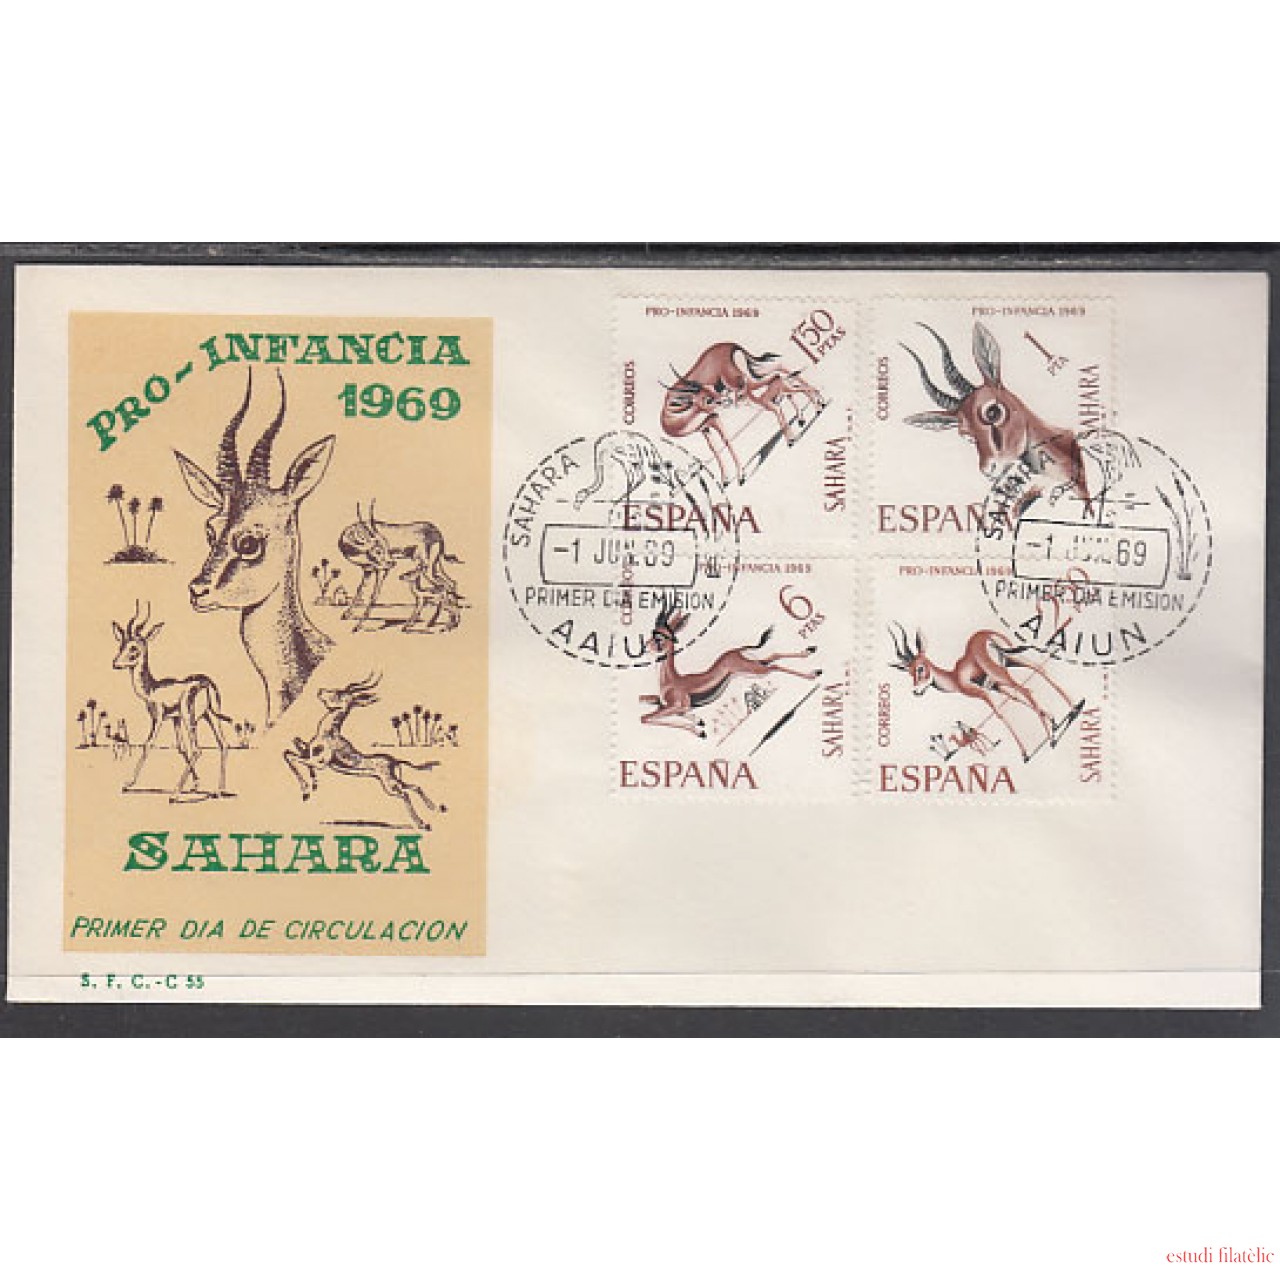 PRO-INFANCIA
1969
SAHARA
PRIMER DIA DE CIRCULACION
S. F. C.-C 55
PRO-INFANCIA 1969
1'50 PTAS
CORREOS
SAHARA
ESPAÑA
PRO-INFANCIA 1969
1 PTA
CORREOS
SAHARA
ESPAÑA
PRO-INFANCIA 1969
6 PTAS
SAHARA
ESPAÑA
PRO-INFANCIA 1969
CORREOS
SAHARA
ESPAÑA
SAHARA
-1 JUN.69
PRIMER DIA EMISION
AAIUN
SAHARA
-1 JUN.69
PRIMER DIA EMISION
AAIUN
estudi filatèlic